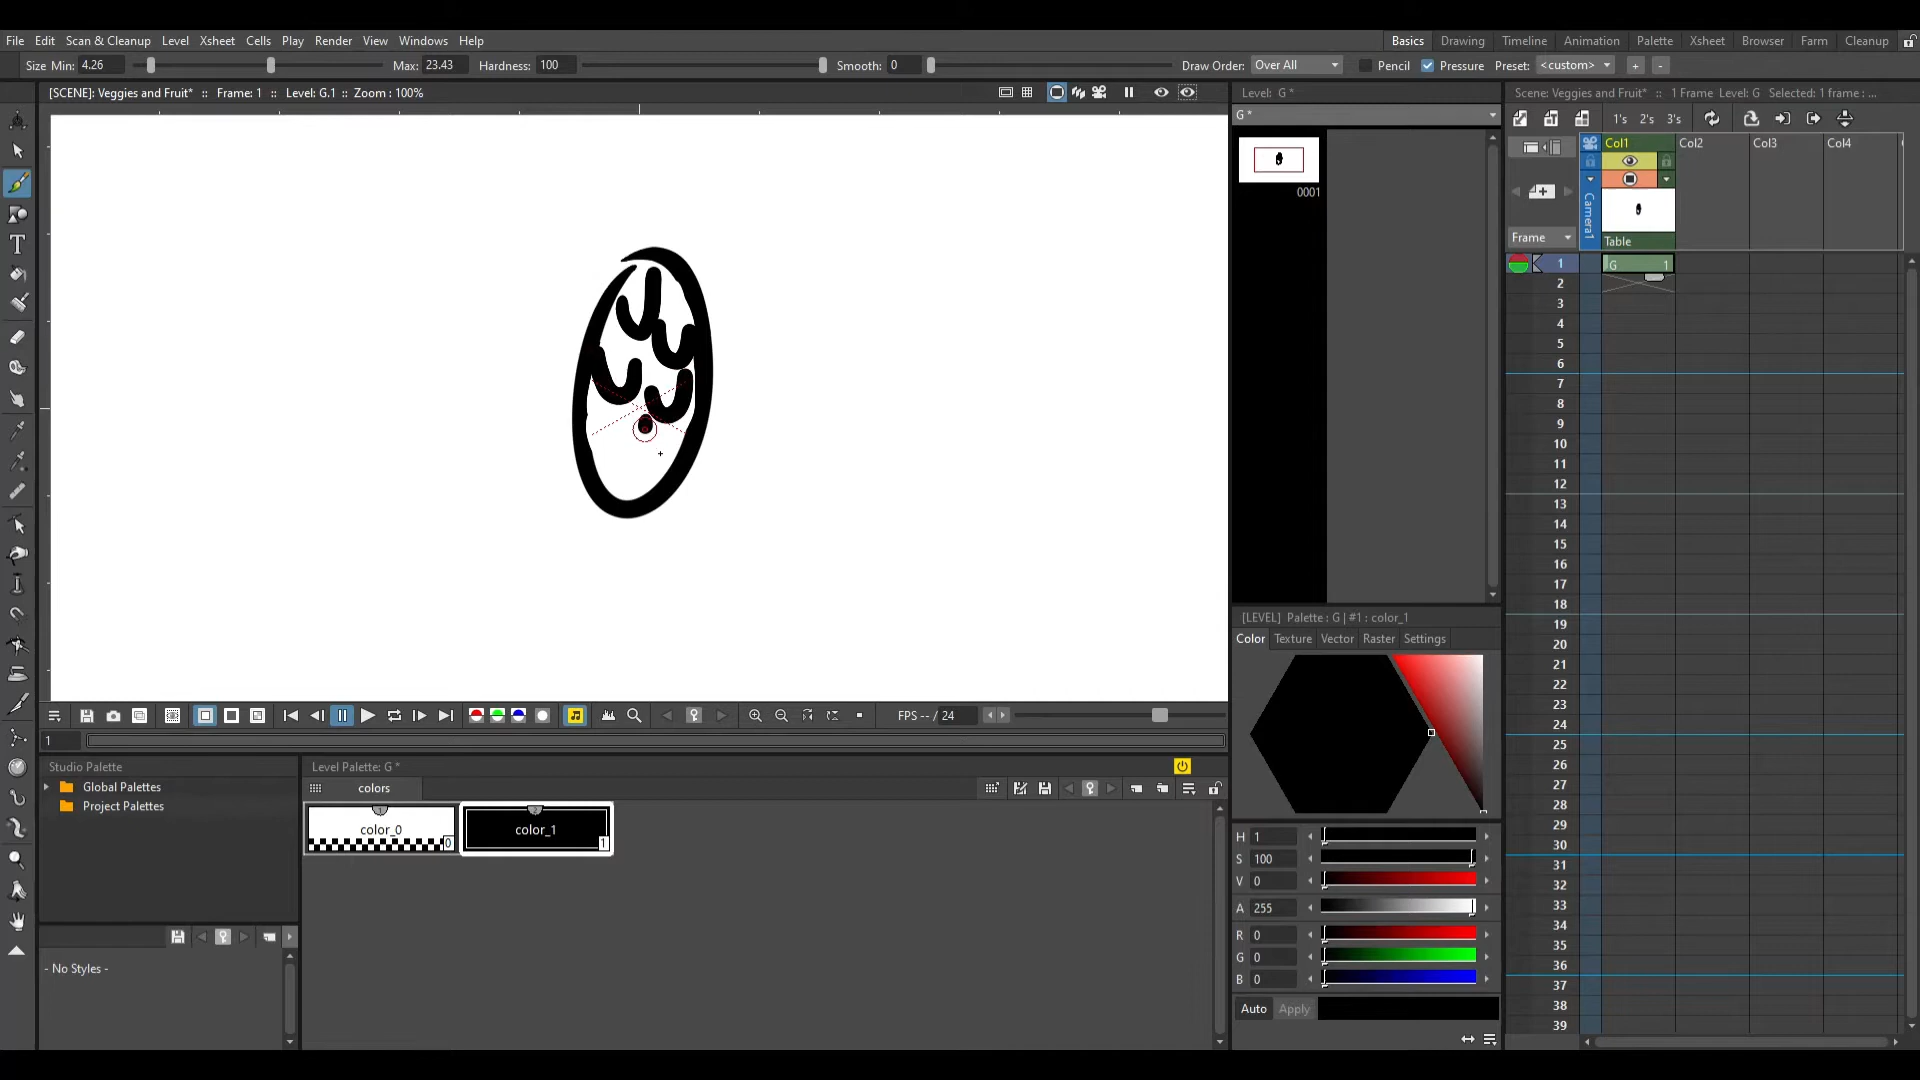 File Edit Scan & Cleanup Level Xsheet Cells Play Render View Windows Help
Basics Drawing Timeline Animation Palette Xsheet Browser Farm Cleanup
Size Min: 4.26 Max: 23.43 Hardness: 100 Smooth: 0 Draw Order: Over All Pencil Pressure Preset: <custom> + -
[SCENE]: Veggies and Fruit* :: Frame: 1 :: Level: G.1 :: Zoom : 100%
Level: G *
G *
0001
Scene: Veggies and Fruit* :: 1 Frame Level: G Selected: 1 frame : ...
1's 2's 3's
Col1 Col2 Col3 Col4
Camera1
Frame Table
G 1
1
2
3
4
5
6
7
8
9
10
11
12
13
14
15
16
17
18
19
20
21
22
23
24
25
26
27
28
29
30
31
32
33
34
35
36
37
38
39
FPS -- / 24
1
Studio Palette
Global Palettes
Project Palettes
- No Styles -
Level Palette: G *
colors
color_0 0
color_1 1
[LEVEL] Palette : G | #1 : color_1
Color Texture Vector Raster Settings
H 1
S 100
V 0
A 255
R 0
G 0
B 0
Auto Apply